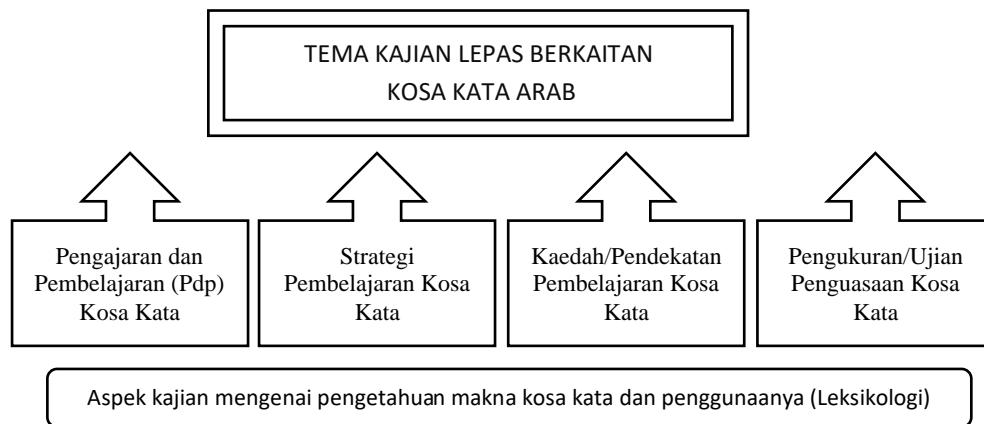 TEMA KAJIAN LEPAS BERKAITAN
KOSA KATA ARAB
Pengajaran dan
Pembelajaran (Pdp)
Kosa Kata
Strategi
Pembelajaran Kosa
Kata
Kaedah/Pendekatan
Pembelajaran Kosa
Kata
Pengukuran/Ujian
Penguasaan Kosa
Kata
Aspek kajian mengenai pengetahuan makna kosa kata dan penggunaanya (Leksikologi)